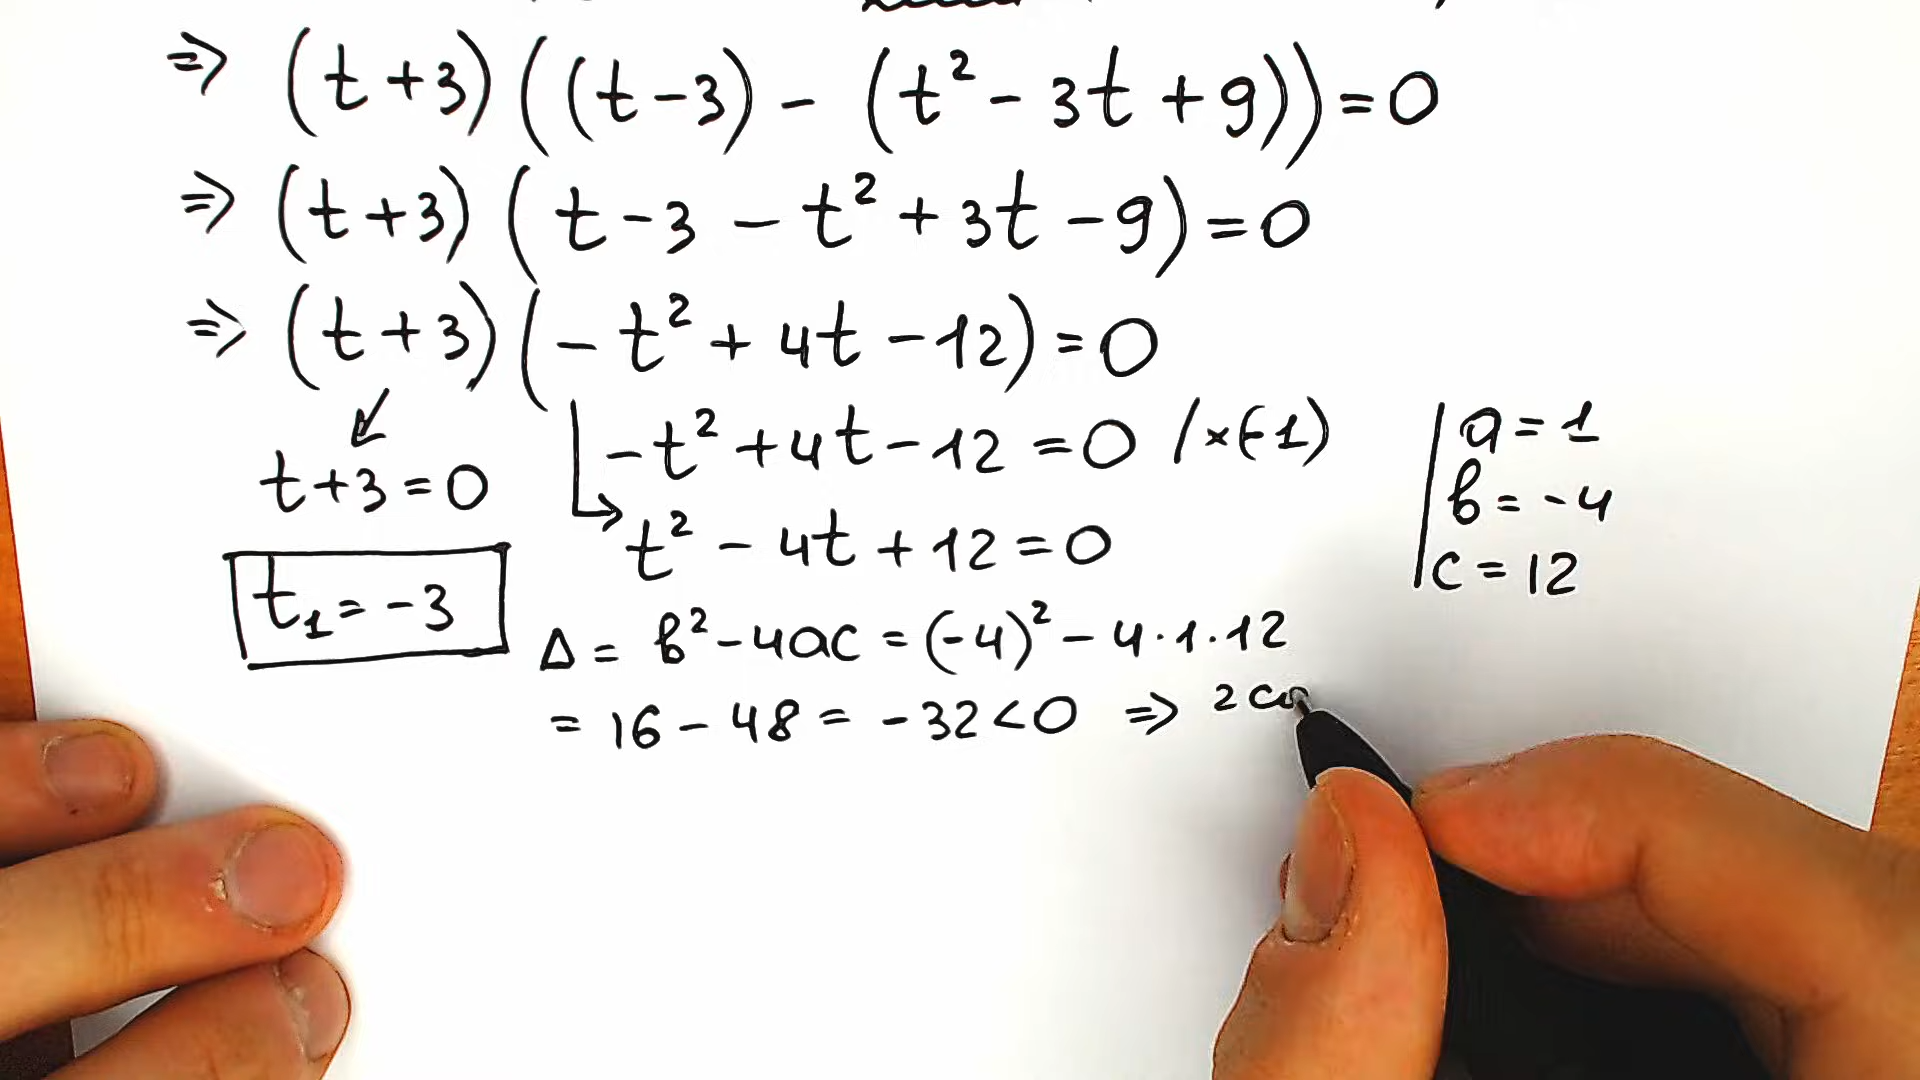 ⇒ (t+3)((t-3) - (t² - 3t + 9)) = 0
⇒ (t+3)(t-3 - t² + 3t - 9) = 0
⇒ (t+3)(-t² + 4t - 12) = 0
↙
t+3 = 0
t₁ = -3
-t² + 4t - 12 = 0 /×(-1)
t² - 4t + 12 = 0
Δ = b² - 4ac = (-4)² - 4·1·12
= 16 - 48 = -32 < 0 ⇒ 2 co
a = 1
b = -4
c = 12